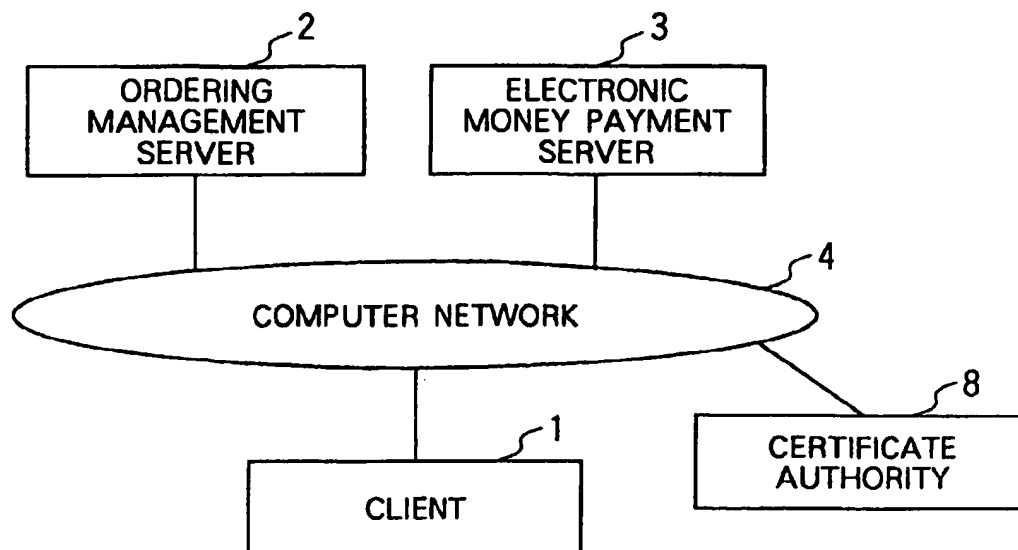 2
3
ORDERING
MANAGEMENT
SERVER
ELECTRONIC
MONEY PAYMENT
SERVER
4
COMPUTER NETWORK
8
1
CERTIFICATE
AUTHORITY
CLIENT